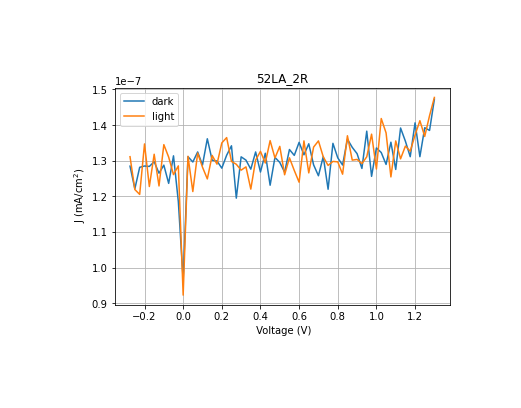 52LA_2R
1e−7
dark
light
1.5
1.4
1.3
1.2
1.1
1.0
0.9
J (mA/cm²)
−0.2 0.0 0.2 0.4 0.6 0.8 1.0 1.2
Voltage (V)